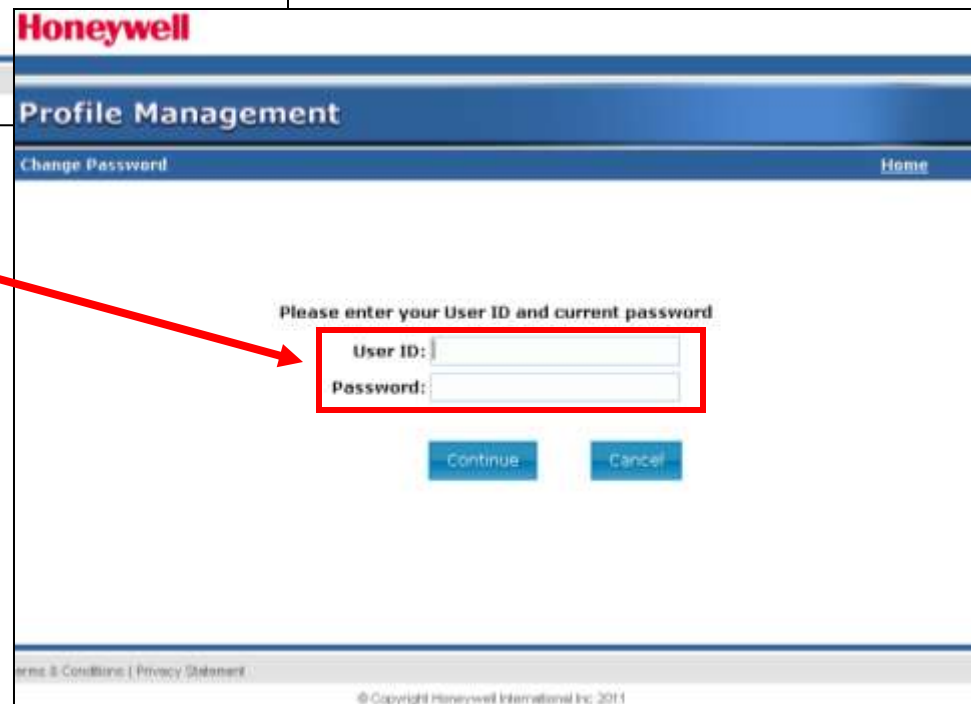 Honeywell
Profile Management
Change Password Home
Please enter your User ID and current password
User ID:
Password:
Continue Cancel
erms & Conditions | Privacy Statement
© Copyright Honeywell International Inc 2011